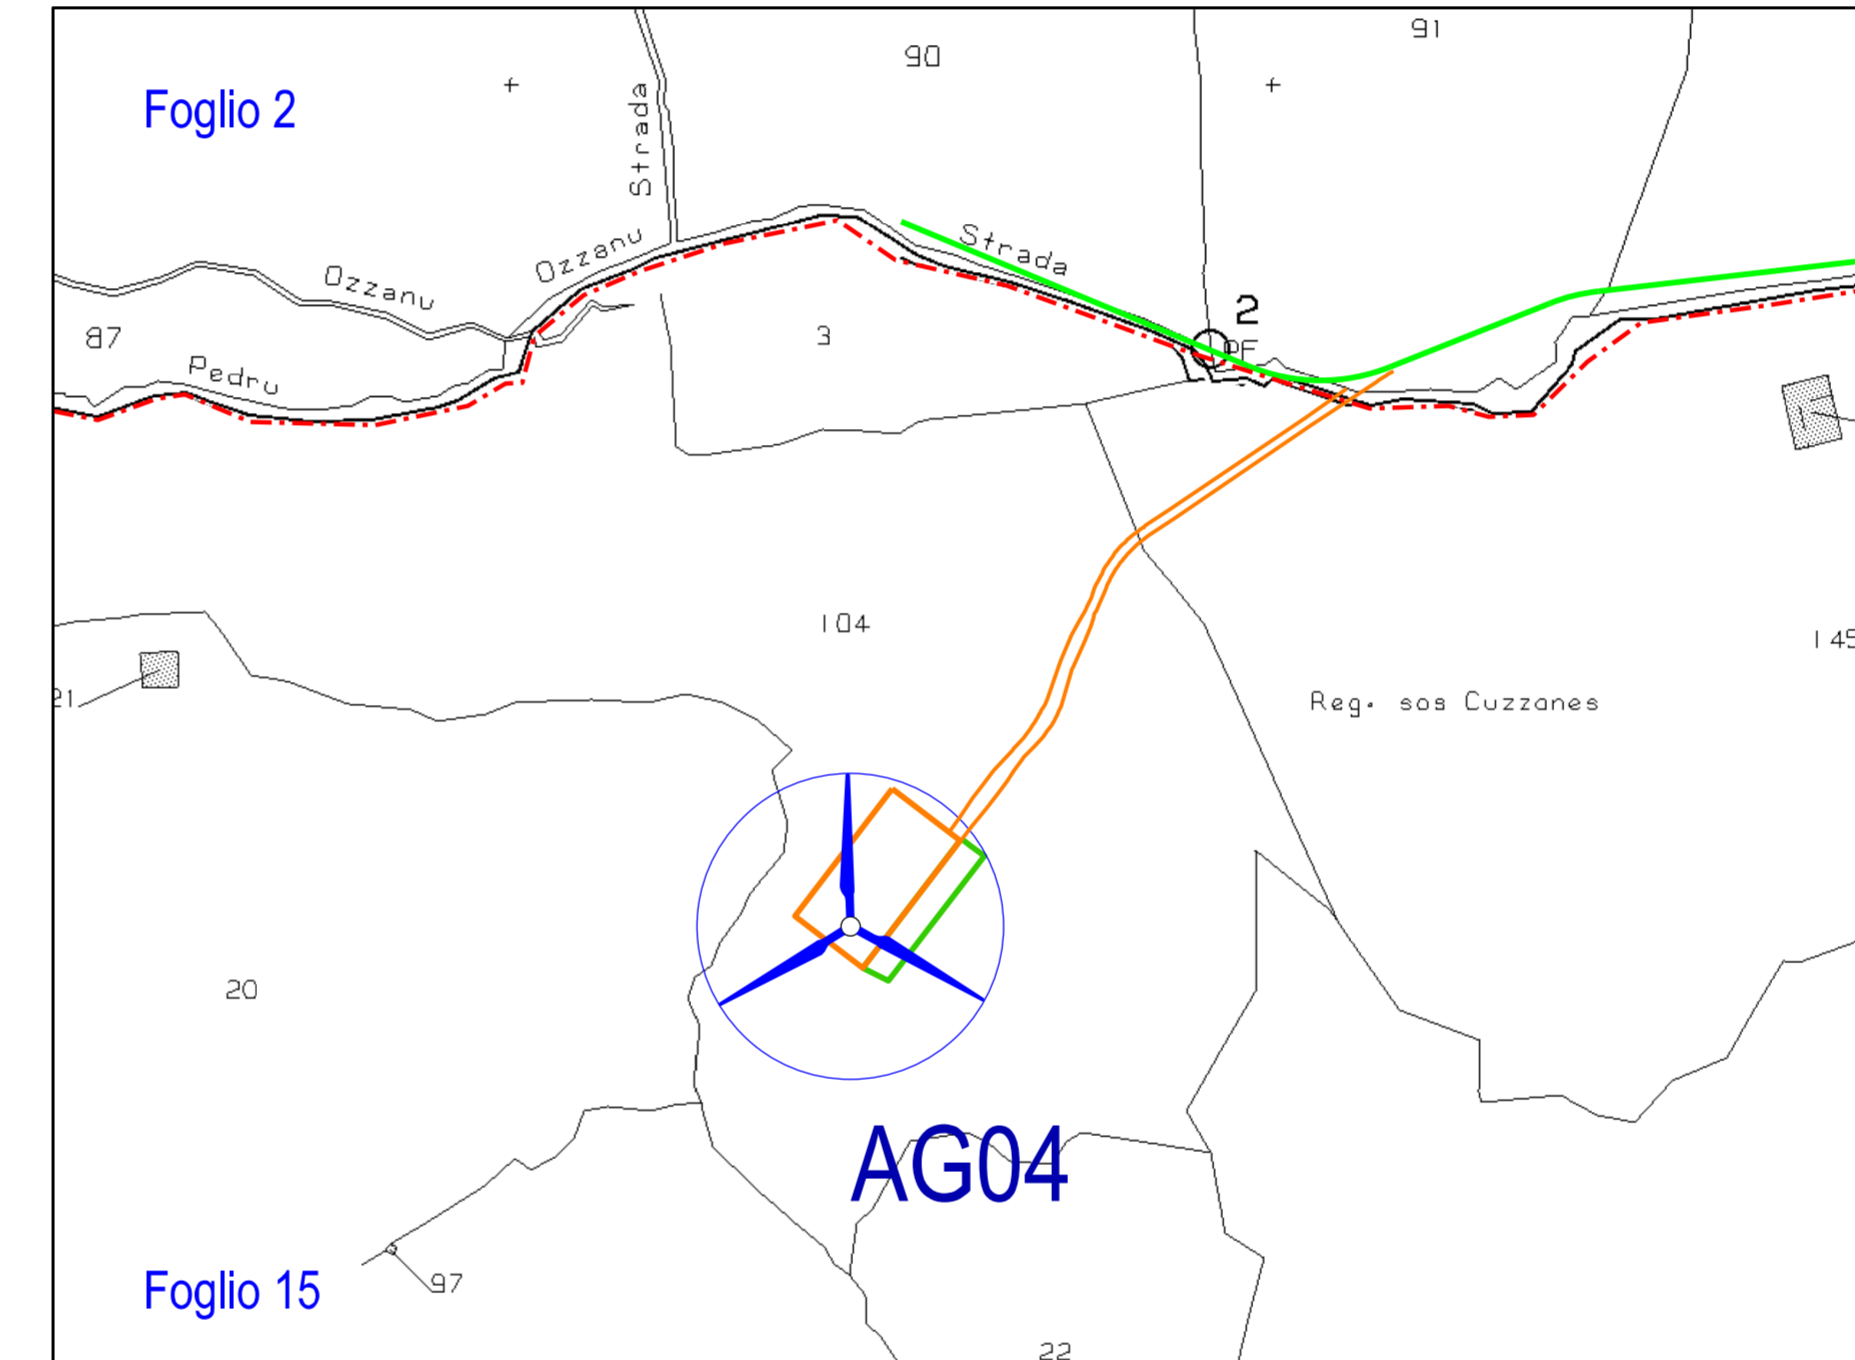 91
90
Foglio 2
Strada
Strada
Ozzanu
Ozzanu
2
PF
87
3
Pedru
104
145
21
Reg. sos Cuzzanes
20
AG04
97
Foglio 15
22